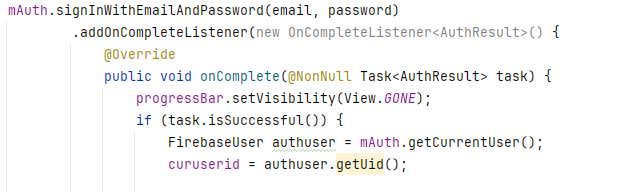 mAuth.signInWithEmailAndPassword(email, password)
.addOnCompleteListener(new OnCompleteListener<AuthResult>() {
@Override
public void onComplete(@NonNull Task<AuthResult> task) {
progressBar.setVisibility(View.GONE);
if (task.isSuccessful()) {
FirebaseUser authuser = mAuth.getCurrentUser();
curuserid = authuser.getUid();